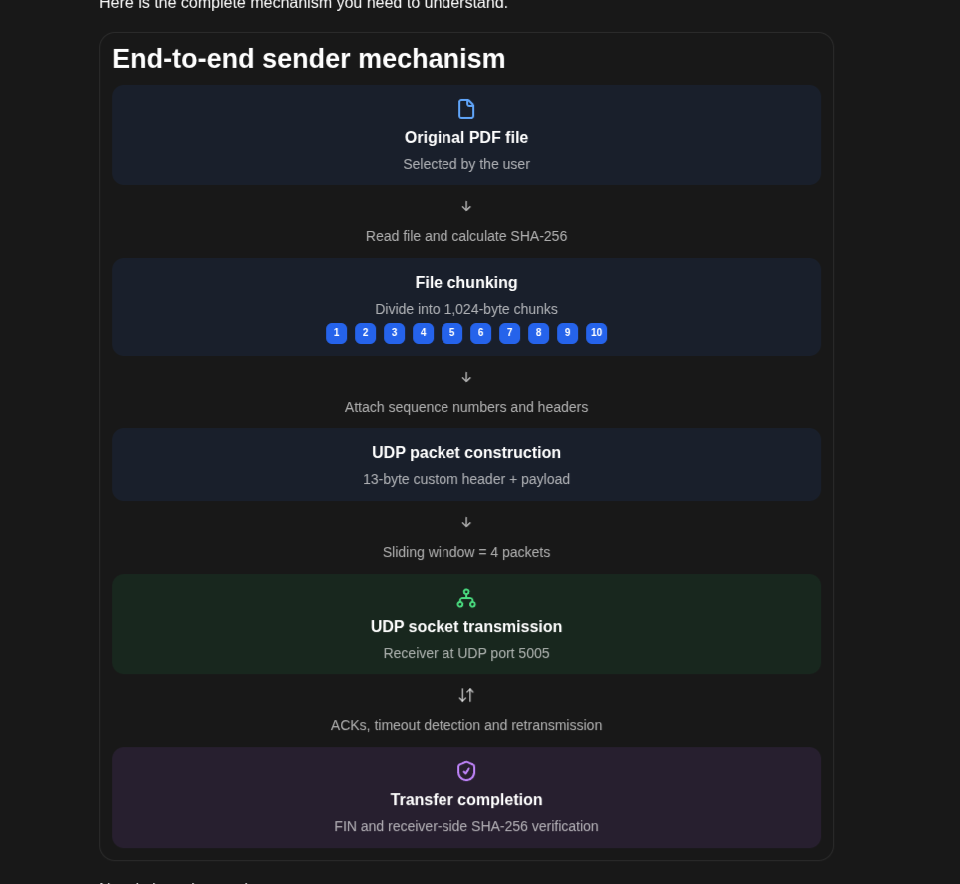 Here is the complete mechanism you need to understand.
End-to-end sender mechanism
Original PDF file
Selected by the user
Read file and calculate SHA-256
File chunking
Divide into 1,024-byte chunks
1 2 3 4 5 6 7 8 9 10
Attach sequence numbers and headers
UDP packet construction
13-byte custom header + payload
Sliding window = 4 packets
UDP socket transmission
Receiver at UDP port 5005
ACKs, timeout detection and retransmission
Transfer completion
FIN and receiver-side SHA-256 verification